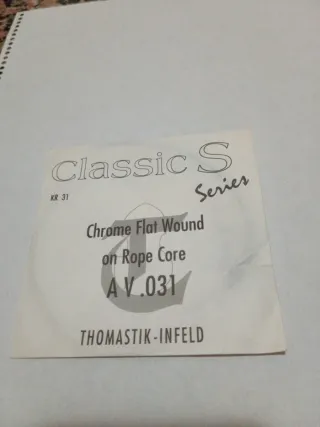 Classic S
Series
KR 31
Chrome Flat Wound
on Rope Core
A V .031
THOMASTIK-INFELD